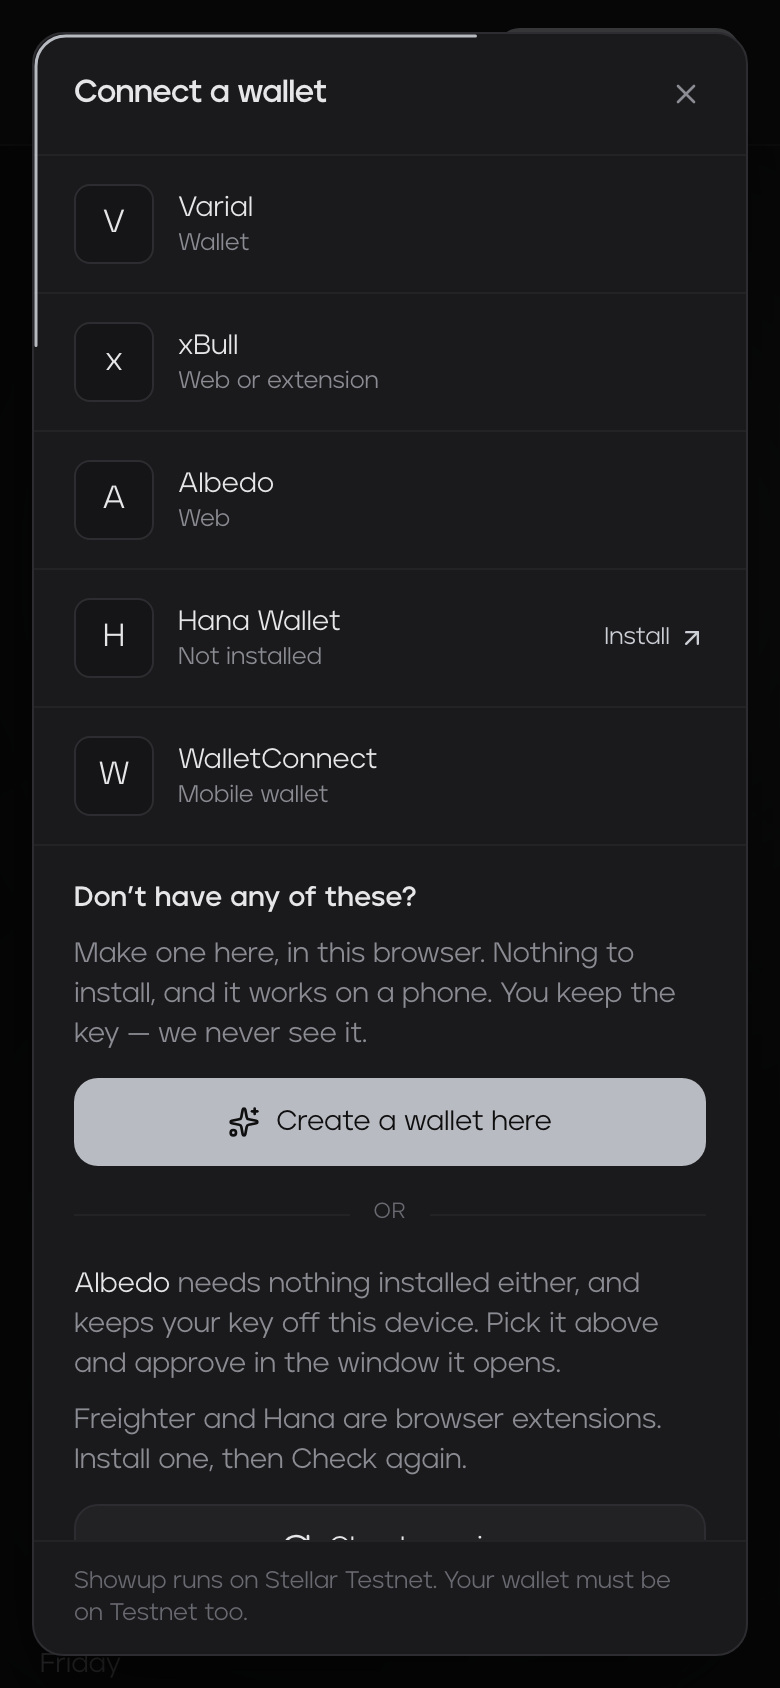 Connect a wallet
V
Varial
Wallet
x
xBull
Web or extension
A
Albedo
Web
H
Hana Wallet
Not installed
Install
W
WalletConnect
Mobile wallet
Don’t have any of these?
Make one here, in this browser. Nothing to
install, and it works on a phone. You keep the
key — we never see it.
Create a wallet here
OR
Albedo needs nothing installed either, and
keeps your key off this device. Pick it above
and approve in the window it opens.
Freighter and Hana are browser extensions.
Install one, then Check again.
Showup runs on Stellar Testnet. Your wallet must be
on Testnet too.
Friday